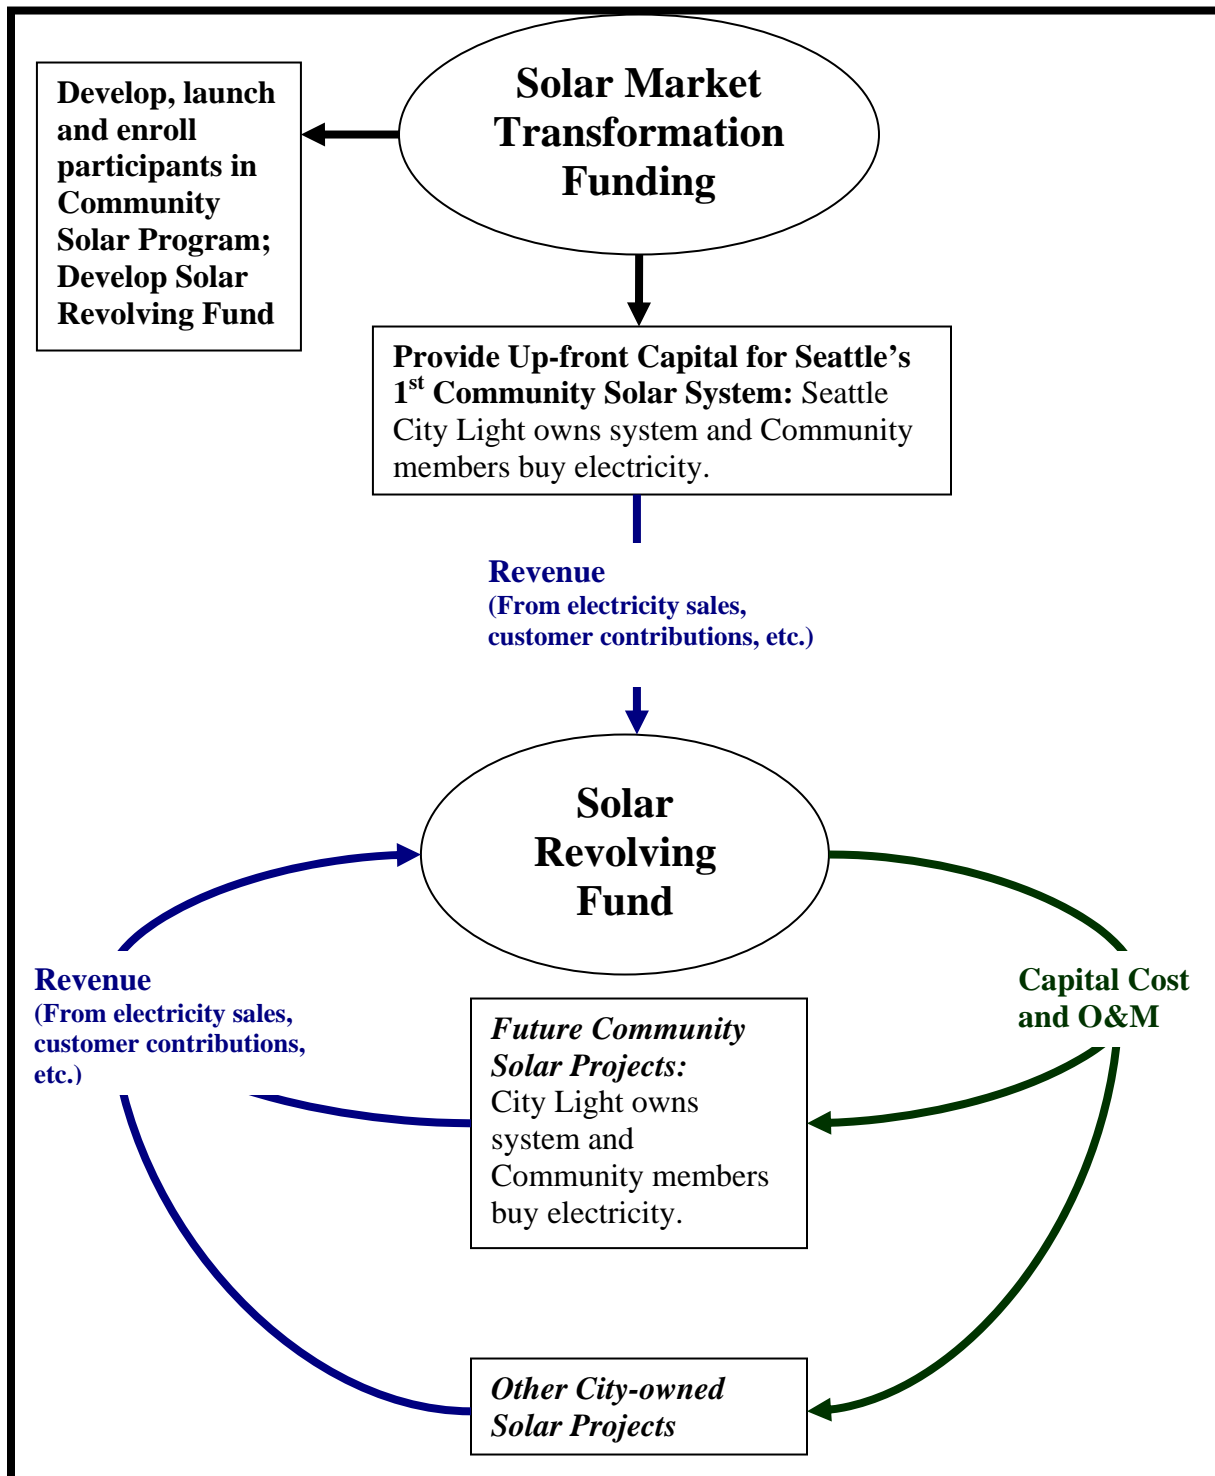 Solar Market
Transformation
Funding
Develop, launch
and enroll
participants in
Community
Solar Program;
Develop Solar
Revolving Fund
Provide Up-front Capital for Seattle’s
1st Community Solar System: Seattle
City Light owns system and Community
members buy electricity.
Revenue
(From electricity sales,
customer contributions, etc.)
Solar
Revolving
Fund
Revenue
(From electricity sales,
customer contributions,
etc.)
Capital Cost
and O&M
Future Community
Solar Projects:
City Light owns
system and
Community members
buy electricity.
Other City-owned
Solar Projects